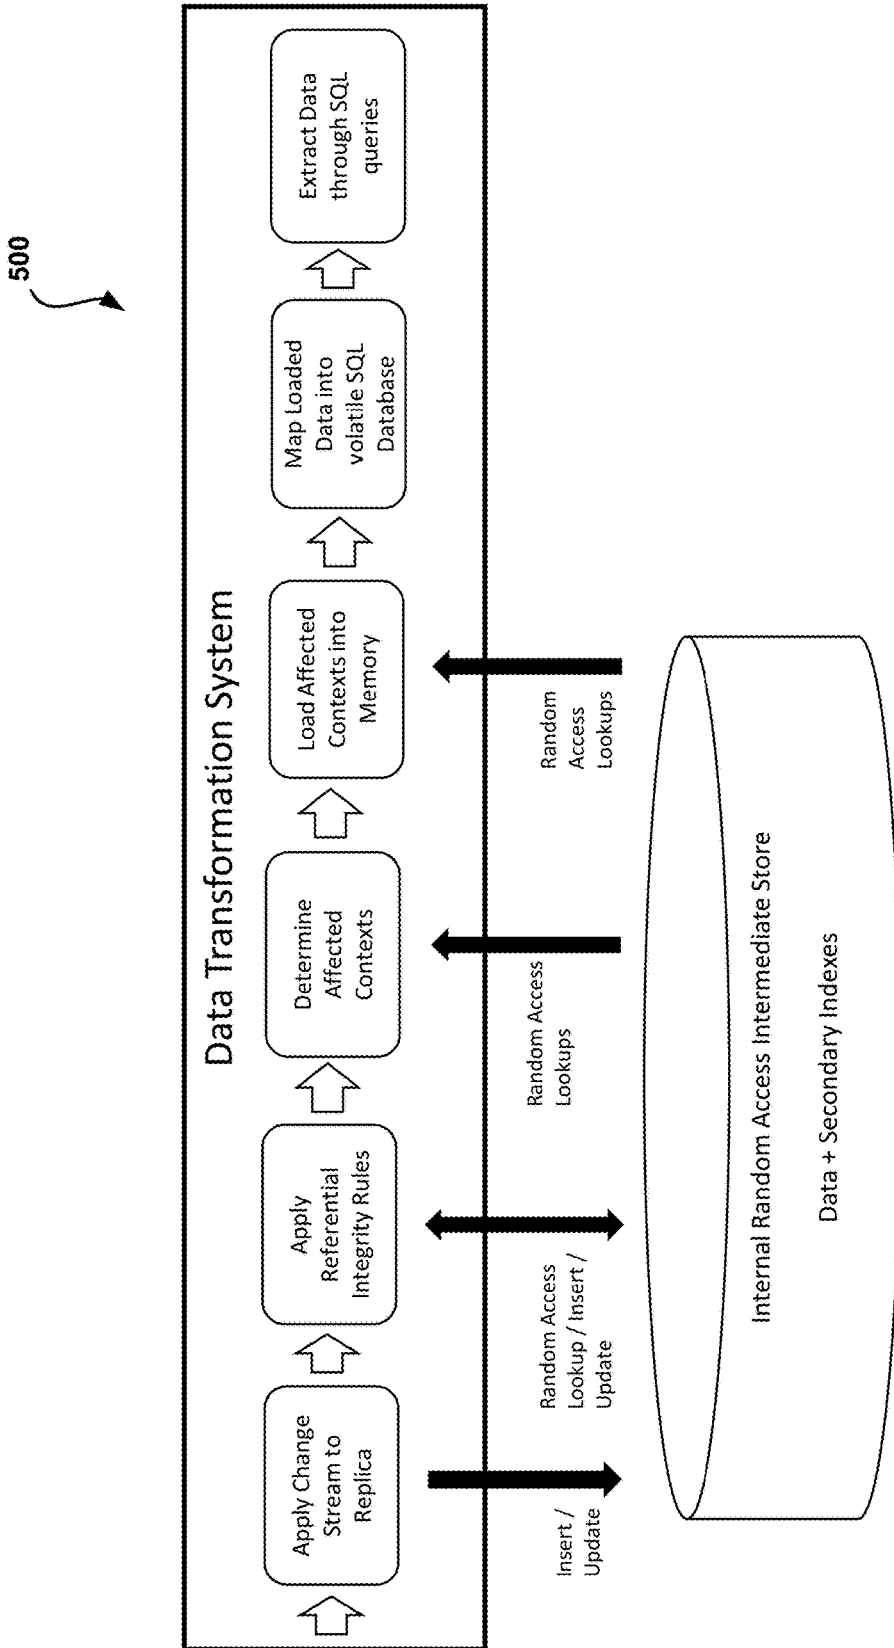 500
Data Transformation System
Apply Change
Stream to
Replica
Apply
Referential
Integrity Rules
Determine
Affected
Contexts
Load Affected
Contexts into
Memory
Map Loaded
Data into
volatile SQL
Database
Extract Data
through SQL
queries
Insert /
Update
Random Access
Lookup / Insert /
Update
Random Access
Lookups
Random
Access
Lookups
Internal Random Access Intermediate Store
Data + Secondary Indexes